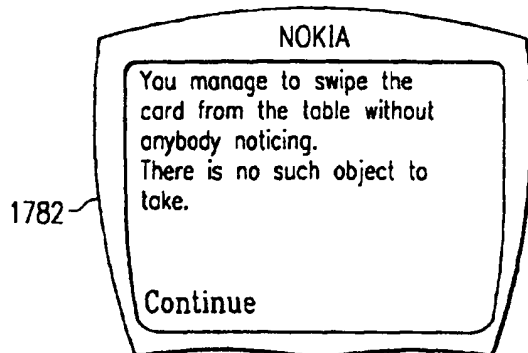 NOKIA
You manage to swipe the
card from the table without
anybody noticing.
There is no such object to
take.
1782
Continue